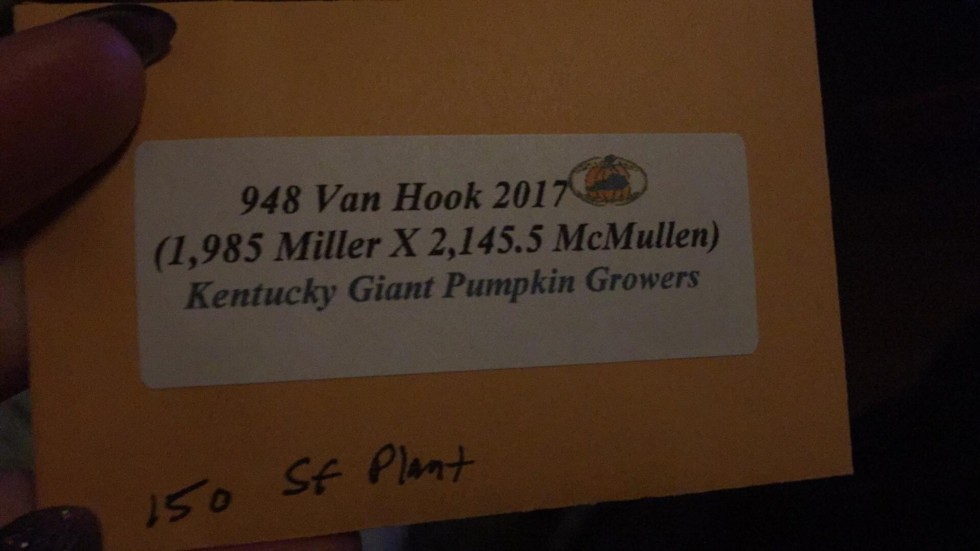 948 Van Hook 2017
(1,985 Miller X 2,145.5 McMullen)
Kentucky Giant Pumpkin Growers
150 Sf Plant